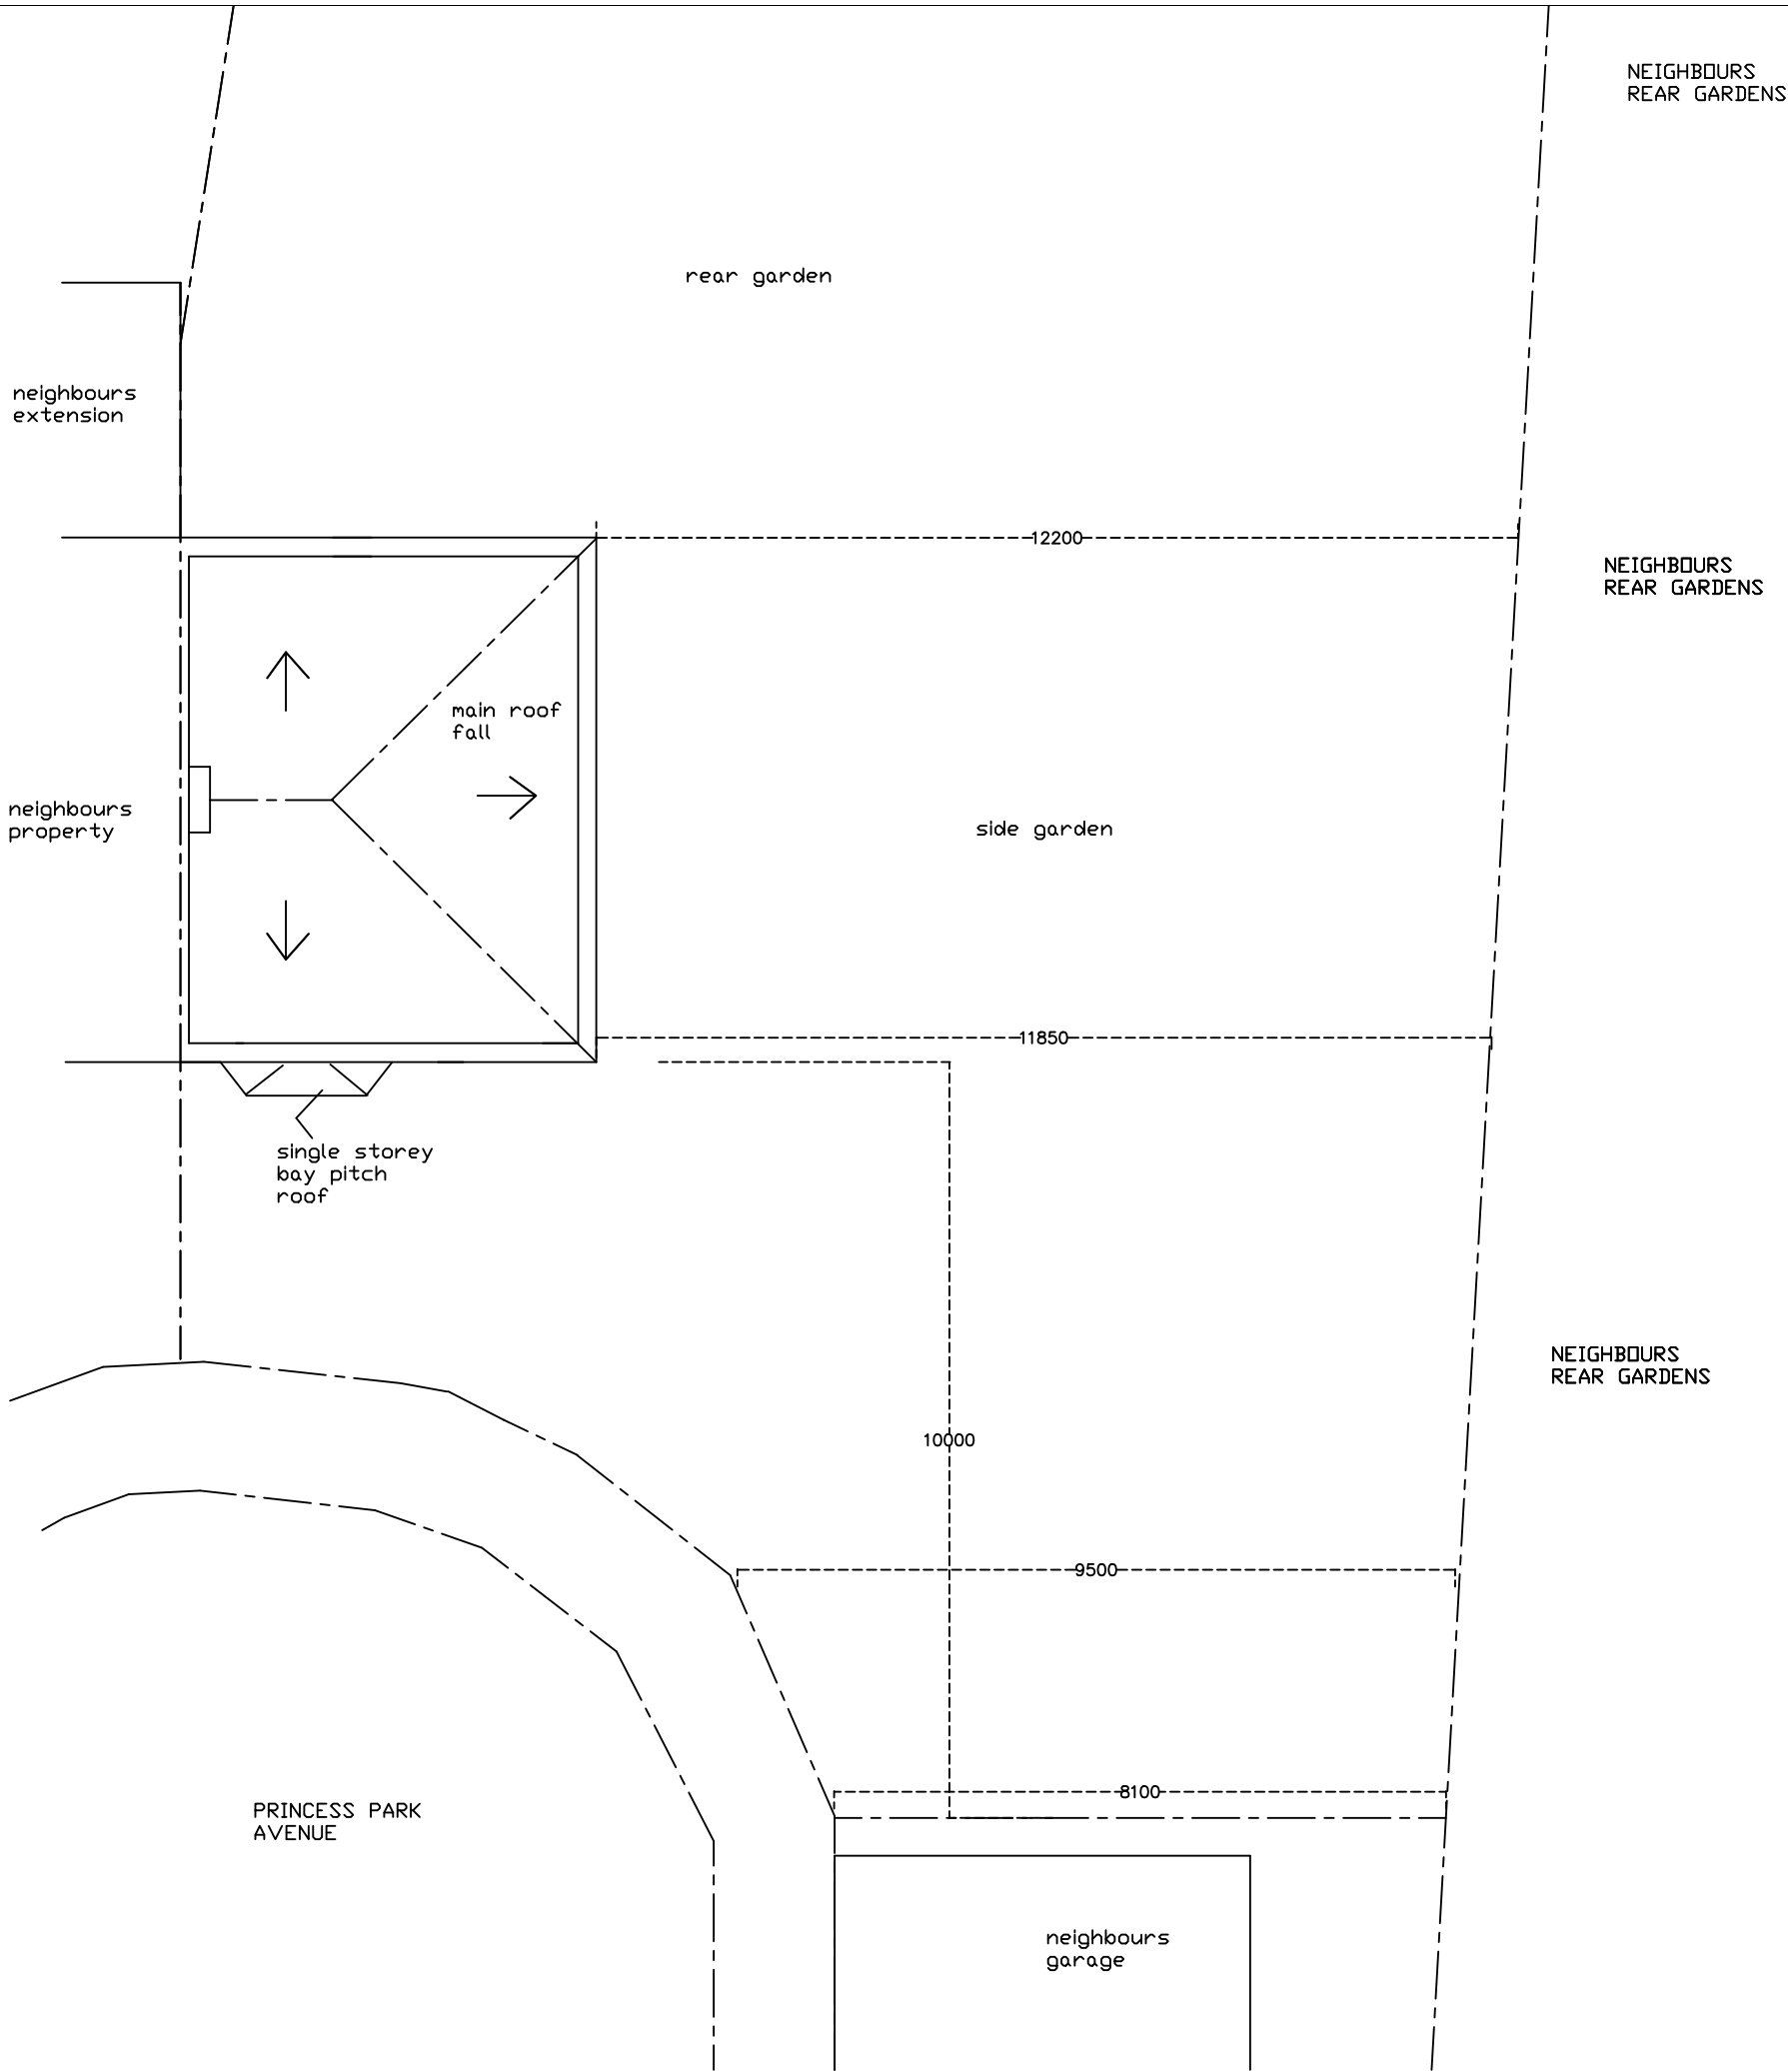 NEIGHBOURS
REAR GARDENS
rear garden
neighbours
extension
12200
NEIGHBOURS
REAR GARDENS
main roof
fall
neighbours
property
side garden
11850
single storey
bay pitch
roof
NEIGHBOURS
REAR GARDENS
10000
9500
8100
PRINCESS PARK
AVENUE
neighbours
garage